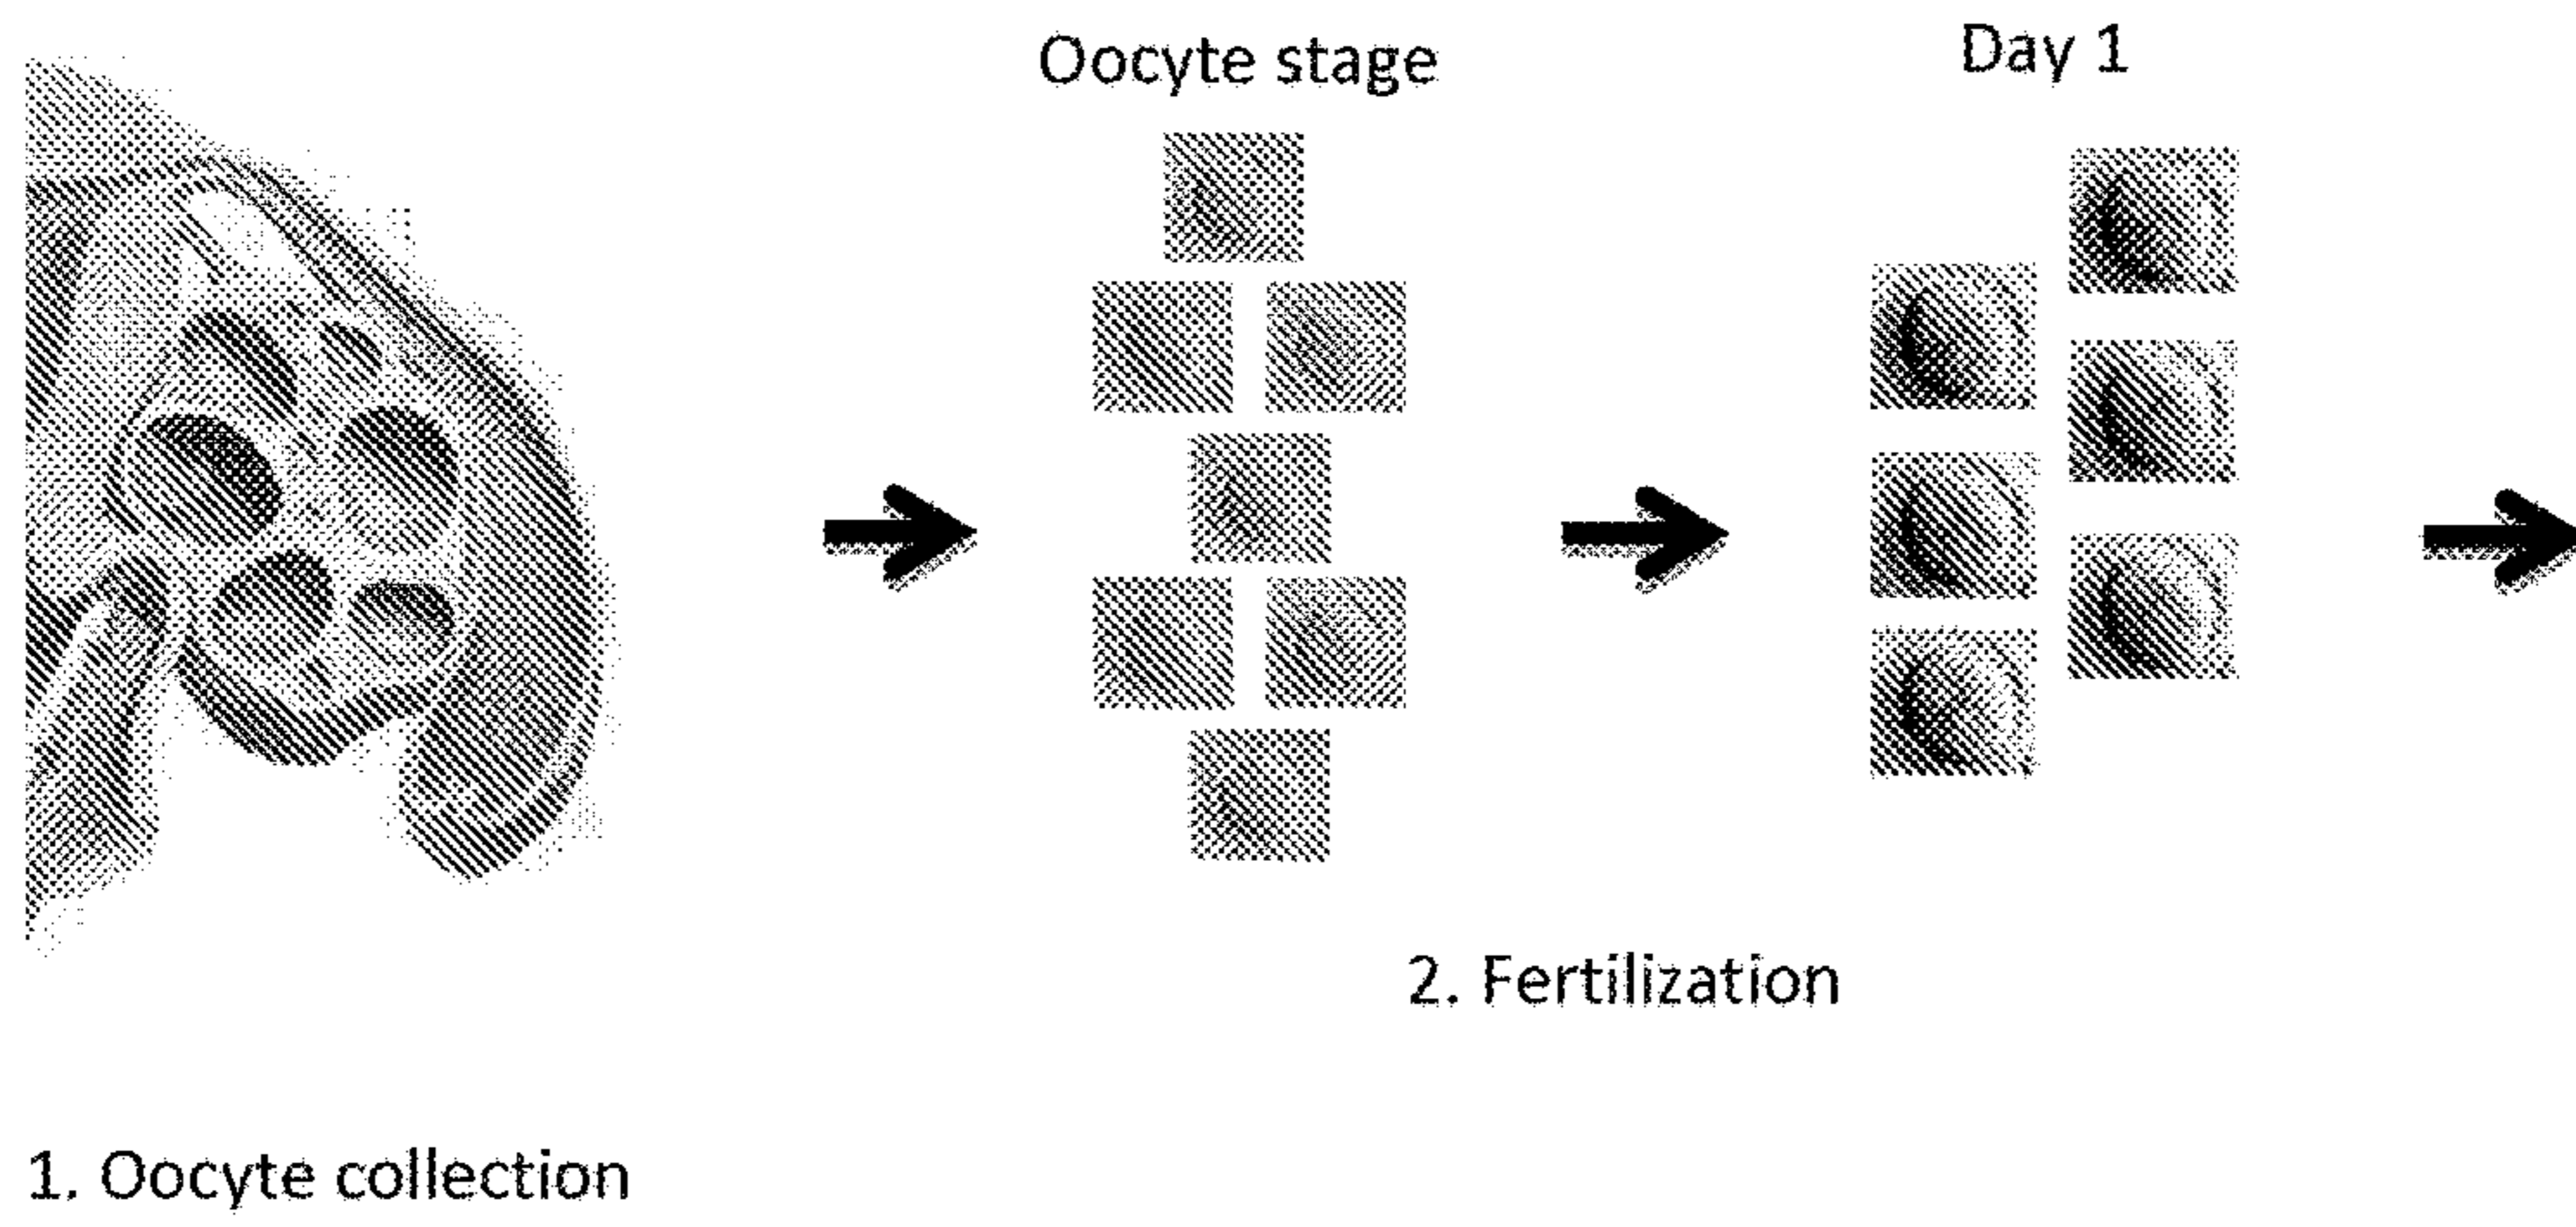 Oocyte stage
Day 1
2. Fertilization
1. Oocyte collection